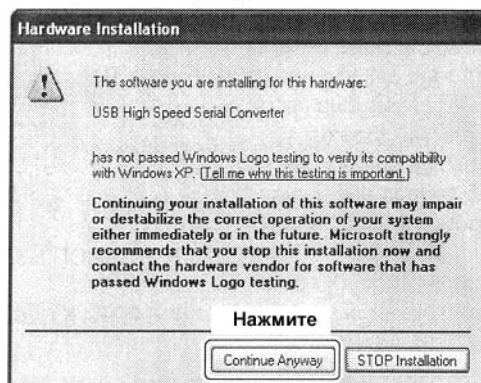 Hardware Installation
The software you are installing for this hardware:
USB High Speed Serial Converter
has not passed Windows Logo testing to verify its compatibility
with Windows XP. (Tell me why this testing is important.)
Continuing your installation of this software may impair
or destabilize the correct operation of your system
either immediately or in the future. Microsoft strongly
recommends that you stop this installation now and
contact the hardware vendor for software that has
passed Windows Logo testing.
Нажмите
Continue Anyway STOP Installation